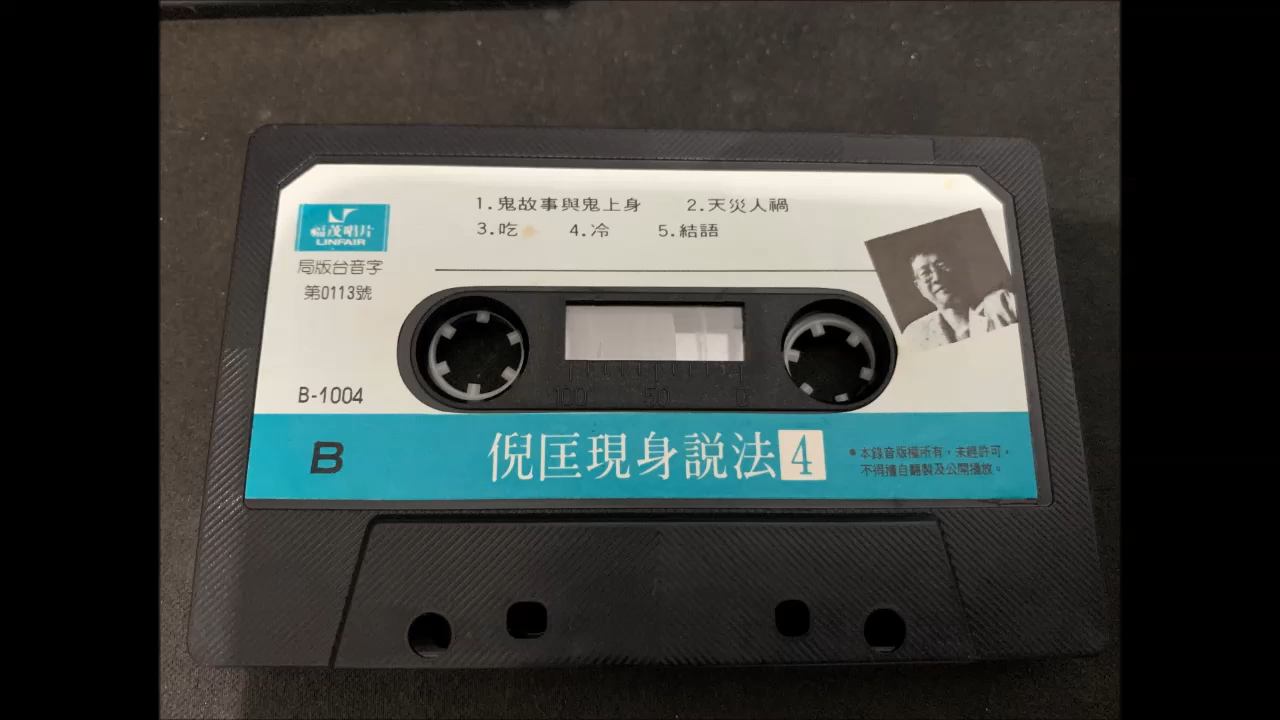 1.鬼故事與鬼上身 2.天災人禍
3.吃 4.冷 5.結語
福茂唱片
LINFAIR
局版台音字
第0113號
100 50 0
B-1004
B
倪匡現身説法4
•本錄音版權所有，未經許可，
不得擅自翻製及公開播放。